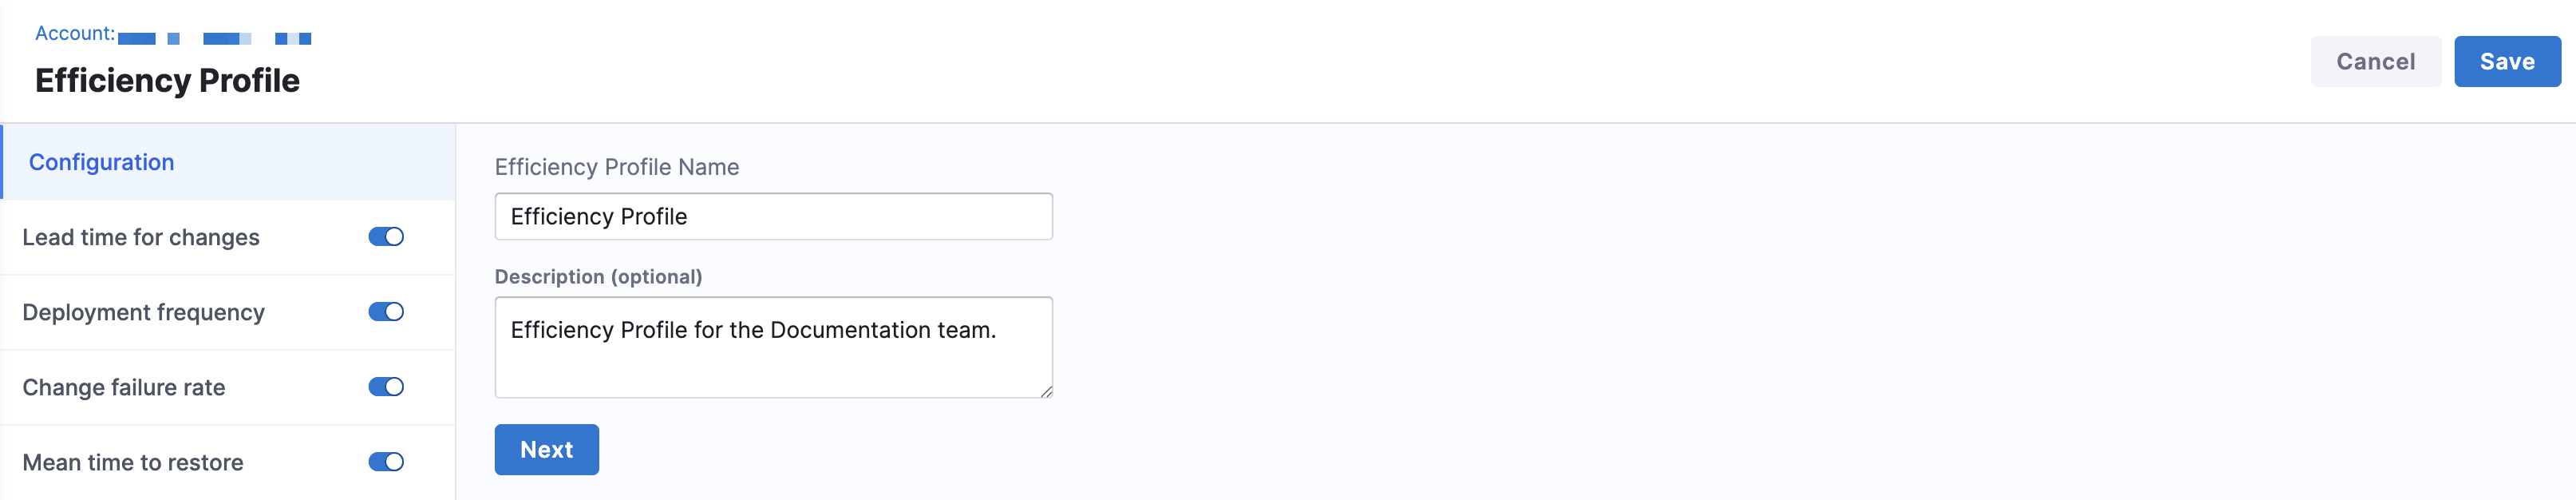 Account:
Efficiency Profile
Cancel
Save
Configuration
Lead time for changes
Deployment frequency
Change failure rate
Mean time to restore
Efficiency Profile Name
Efficiency Profile
Description (optional)
Efficiency Profile for the Documentation team.
Next